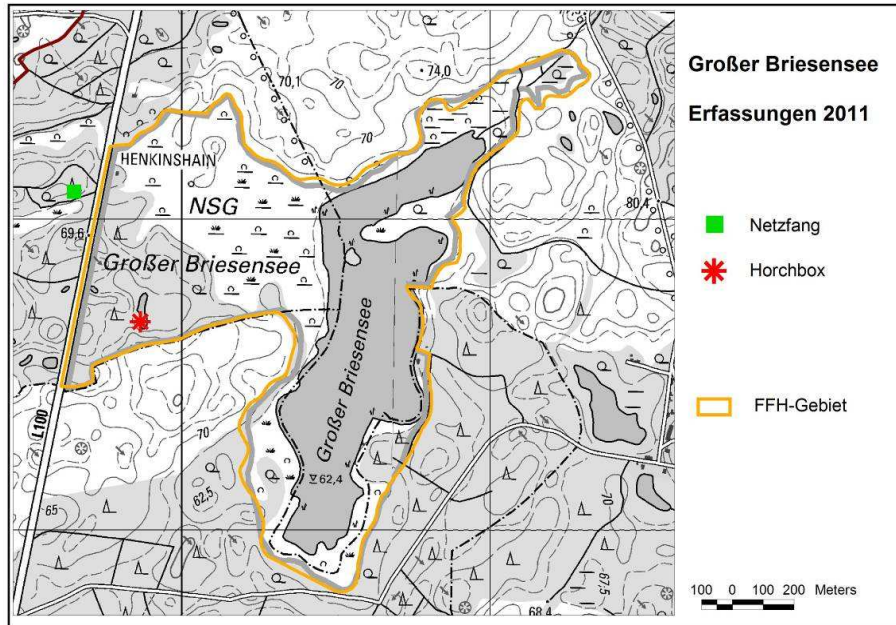 Großer Briesensee
Erfassungen 2011
Netzfang
Horchbox
FFH-Gebiet
100 0 100 200 Meters
70,1
70
74,0
70
HENKINSHAIN
NSG
80,4
69,6
Großer Briesensee
Großer Briesensee
L100
70
62,4
62,5
65
70
67,5
68,4